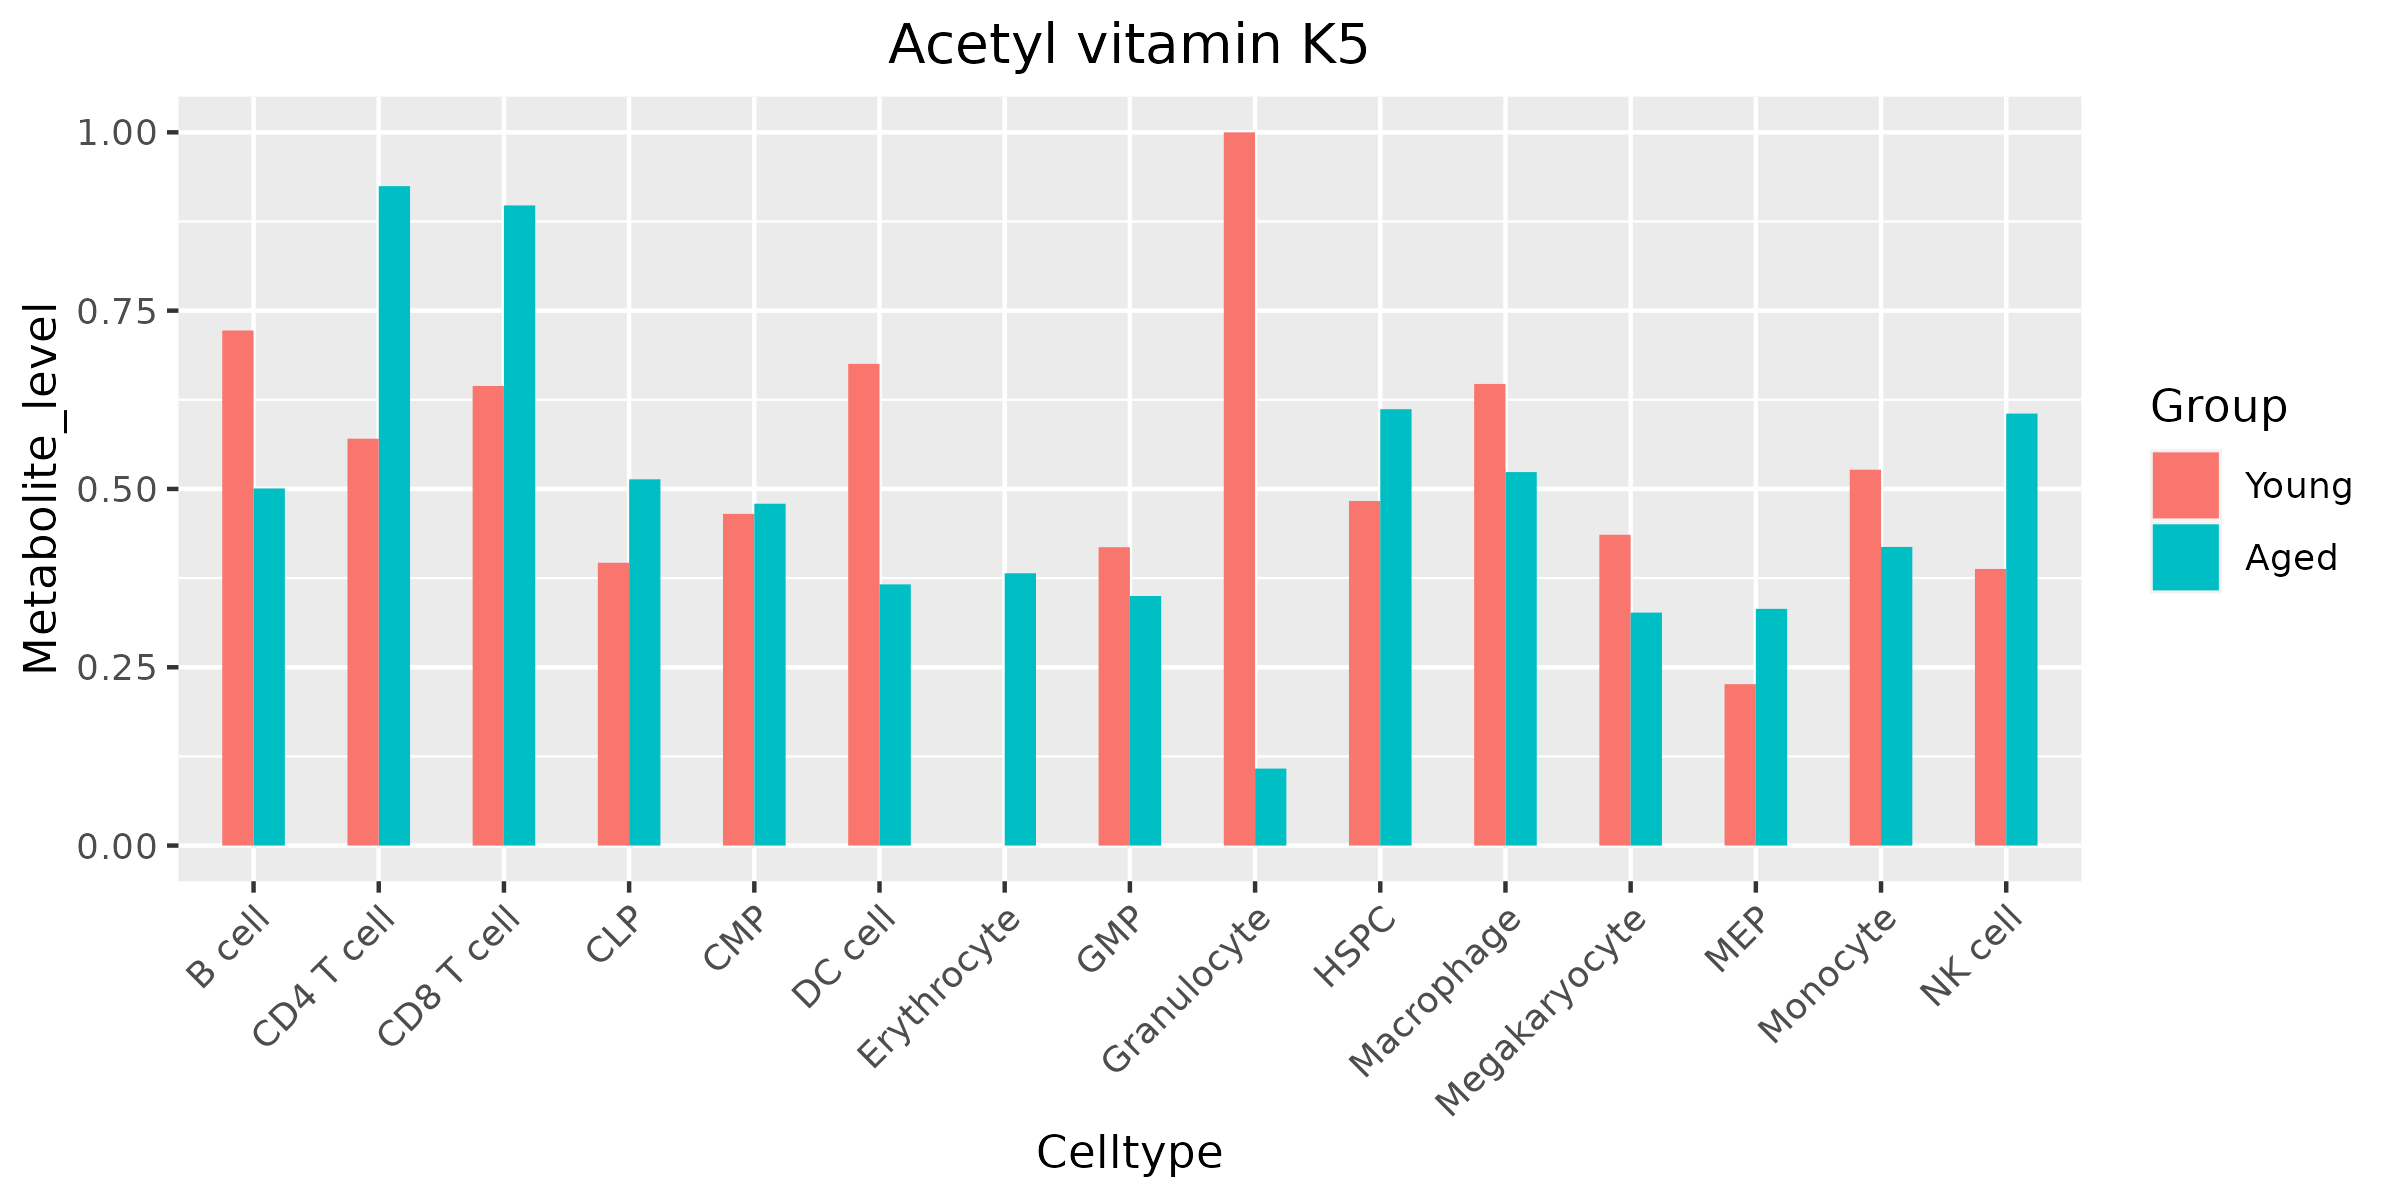 Acetyl vitamin K5
Metabolite_level
1.00
0.75
0.50
0.25
0.00
B cell
CD4 T cell
CD8 T cell
CLP
CMP
DC cell
Erythrocyte
GMP
Granulocyte
HSPC
Macrophage
Megakaryocyte
MEP
Monocyte
NK cell
Celltype
Group
Young
Aged